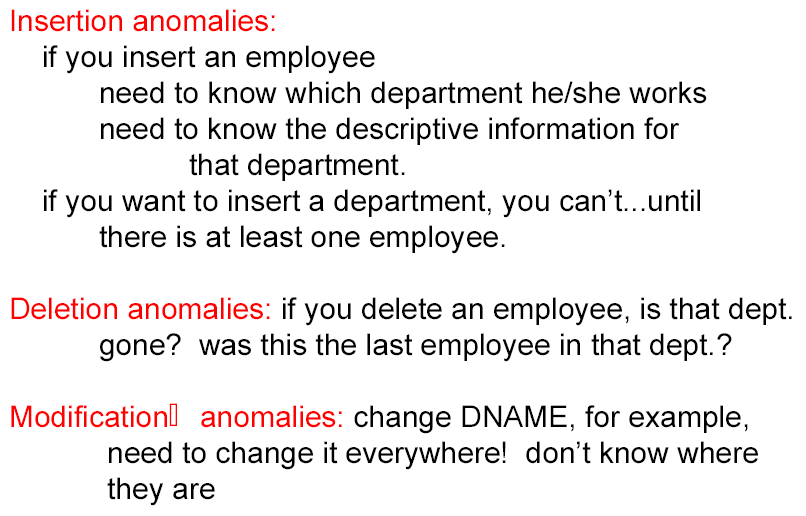 Insertion anomalies:
if you insert an employee
need to know which department he/she works
need to know the descriptive information for
that department.
if you want to insert a department, you can’t...until
there is at least one employee.
Deletion anomalies: if you delete an employee, is that dept.
gone? was this the last employee in that dept.?
Modification▯ anomalies: change DNAME, for example,
need to change it everywhere! don’t know where
they are